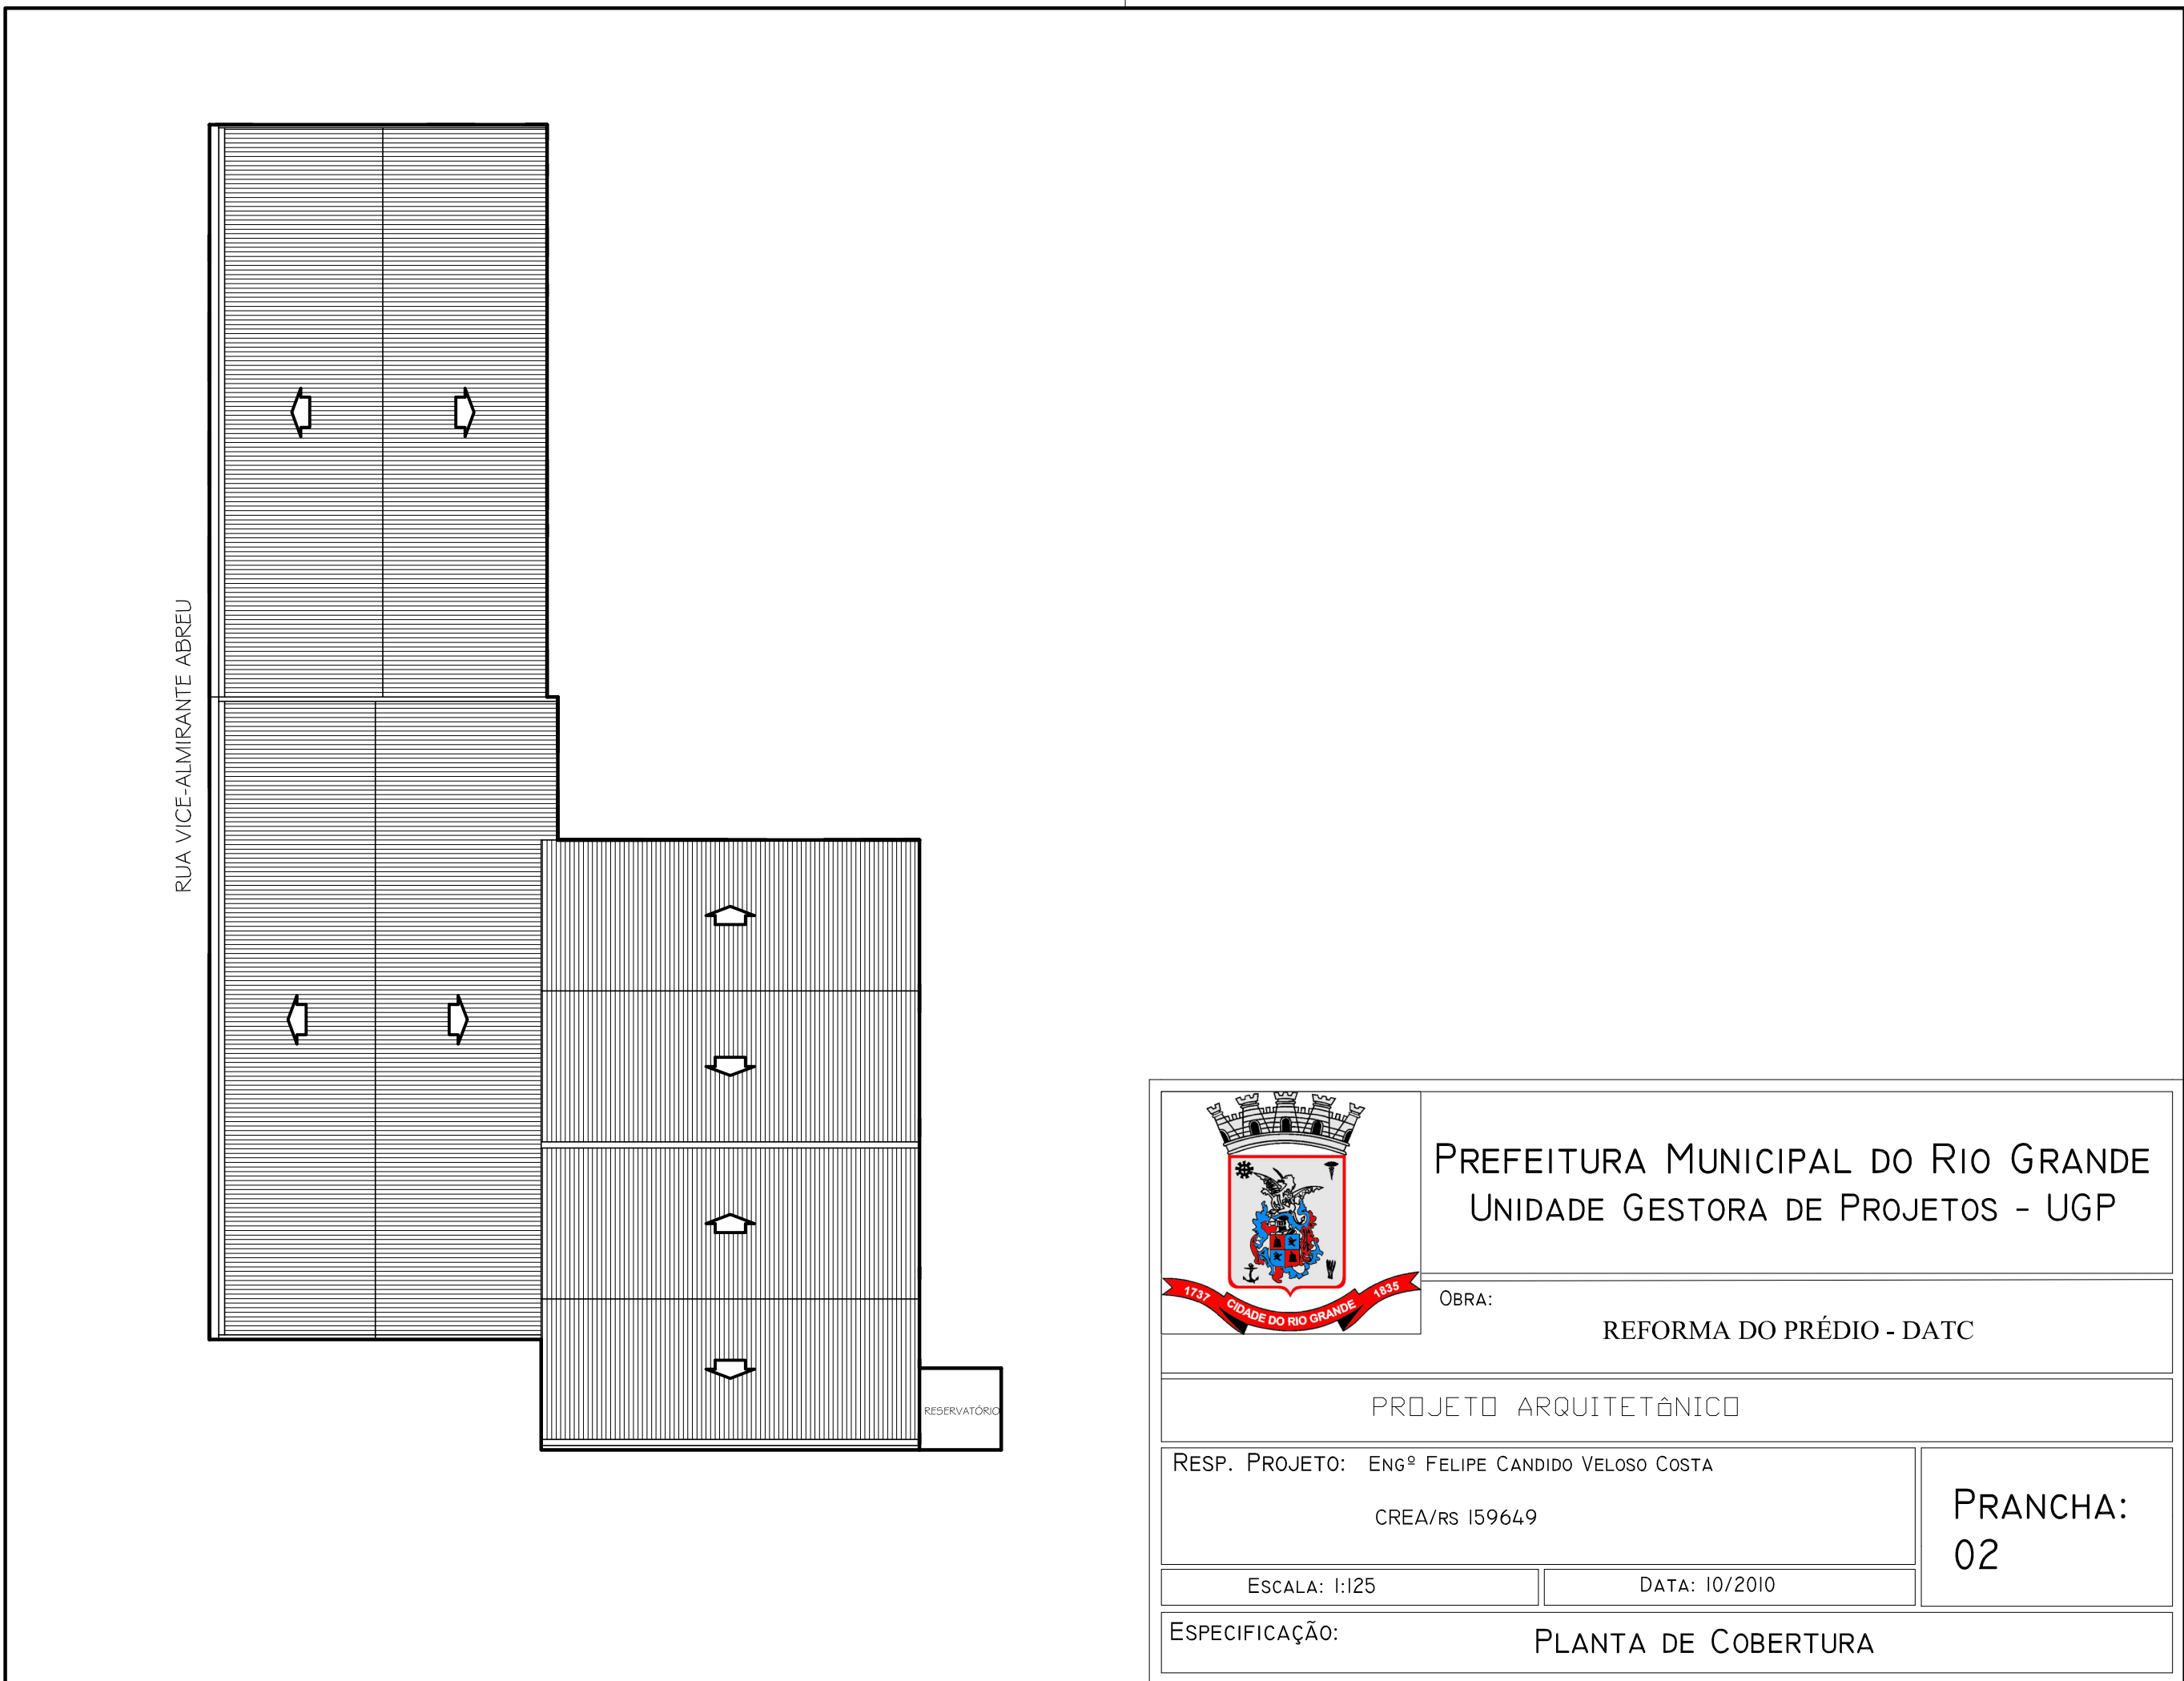 RUA VICE-ALMIRANTE ABREU
RESERVATÓRIO
PREFEITURA MUNICIPAL DO RIO GRANDE
UNIDADE GESTORA DE PROJETOS - UGP
1737 CIDADE DO RIO GRANDE 1835
OBRA:
REFORMA DO PRÉDIO - DATC
PROJETO ARQUITETÂNICO
RESP. PROJETO: ENGº FELIPE CANDIDO VELOSO COSTA
CREA/RS 159649
PRANCHA:
02
ESCALA: 1:125
DATA: 10/2010
ESPECIFICAÇÃO:
PLANTA DE COBERTURA